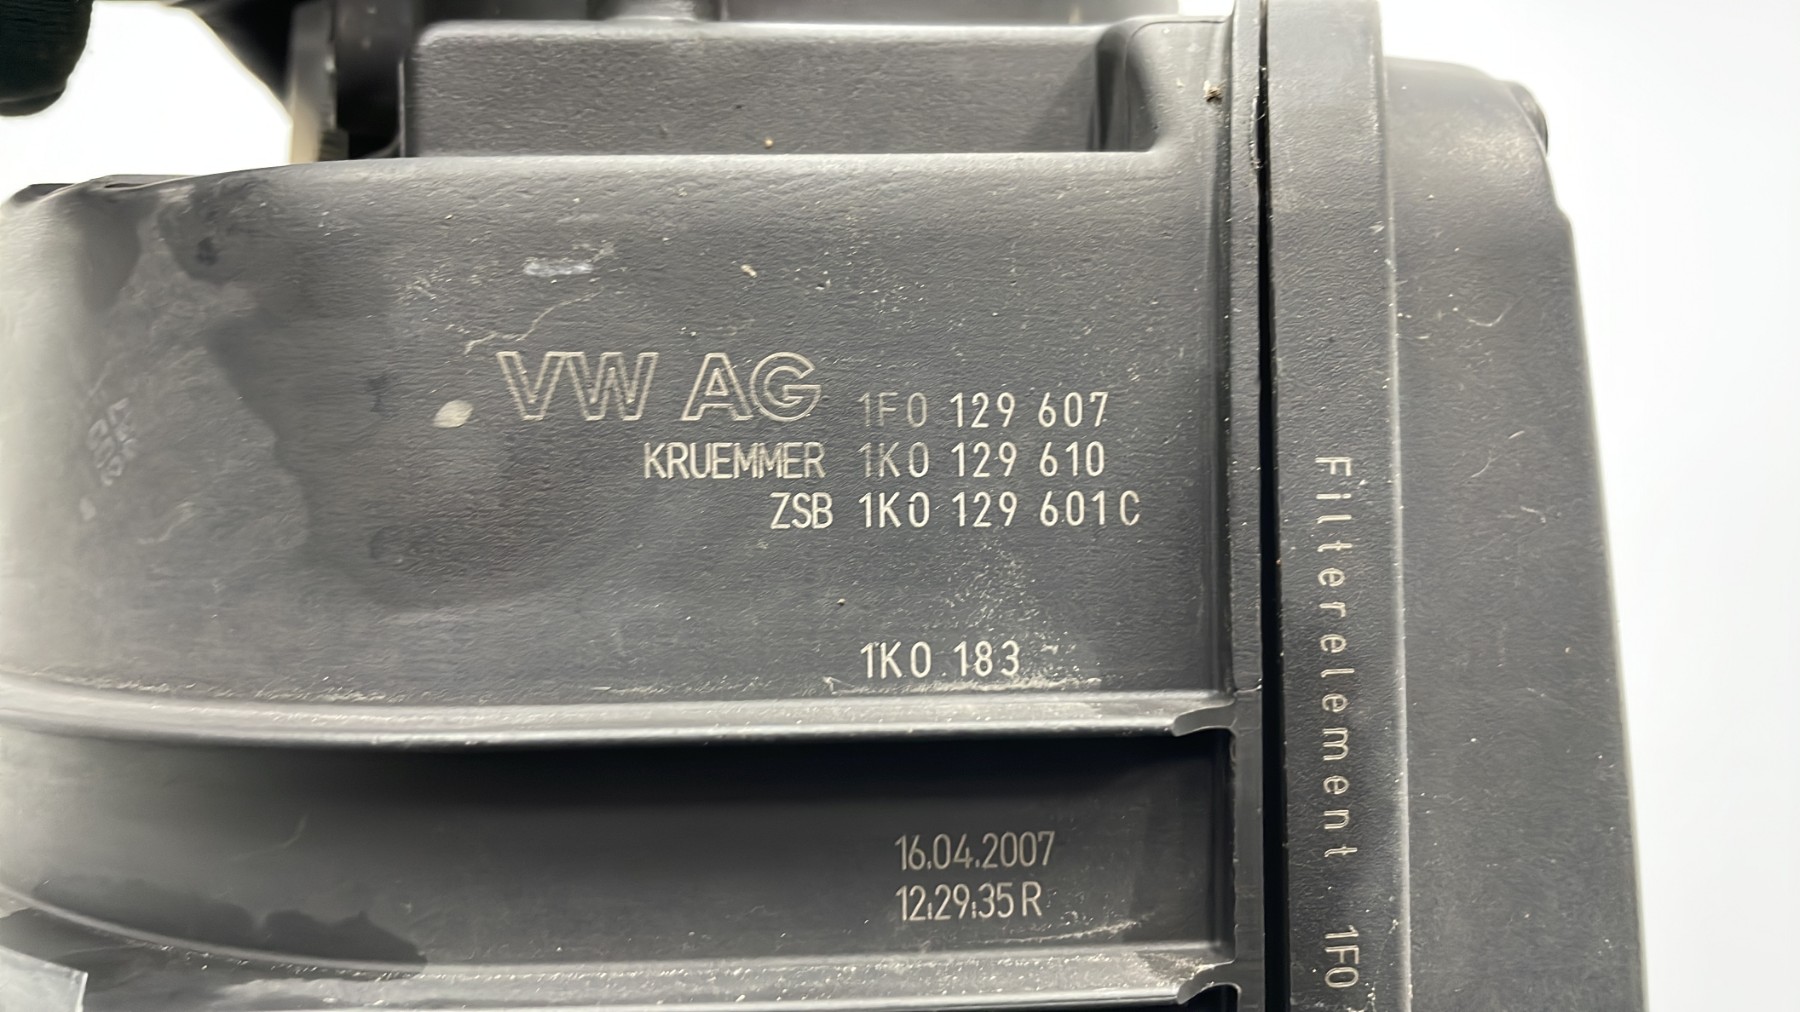 VW AG 1F0 129 607
KRUEMMER 1K0 129 610
ZSB 1K0 129 601 C
1K0 183
16.04.2007
12:29:35 R
Filterelement 1F0